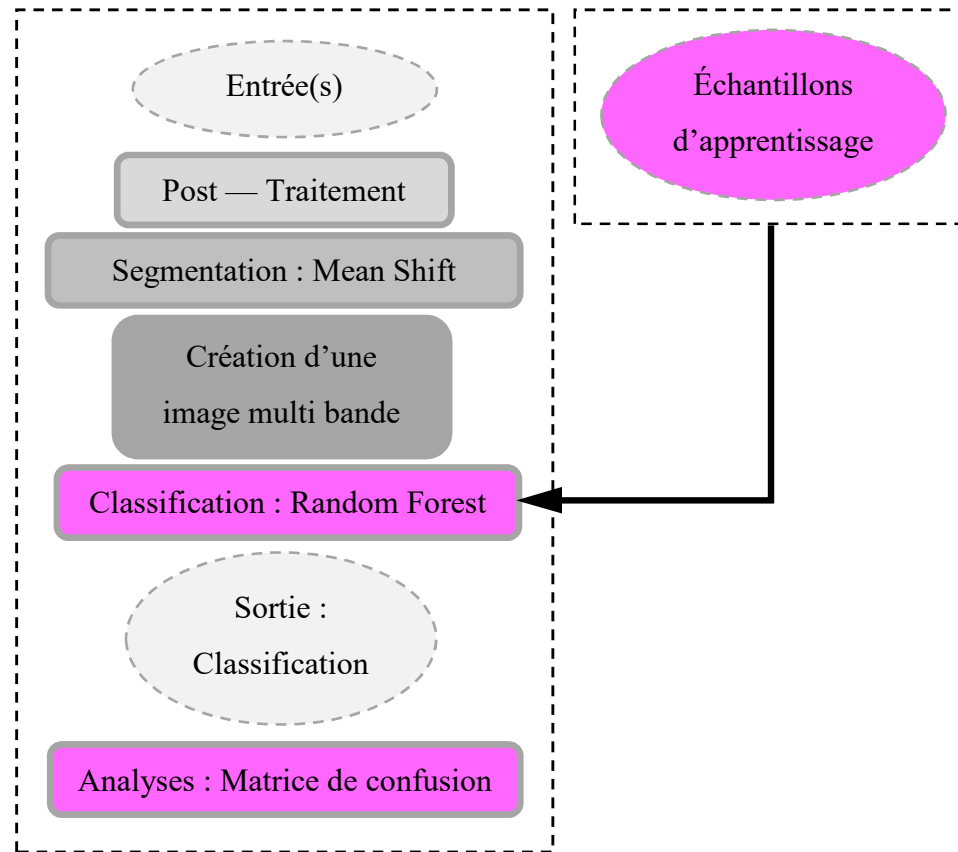 Entrée(s)
Post — Traitement
Segmentation : Mean Shift
Création d’une
image multi bande
Classification : Random Forest
Sortie :
Classification
Analyses : Matrice de confusion
Échantillons
d’apprentissage